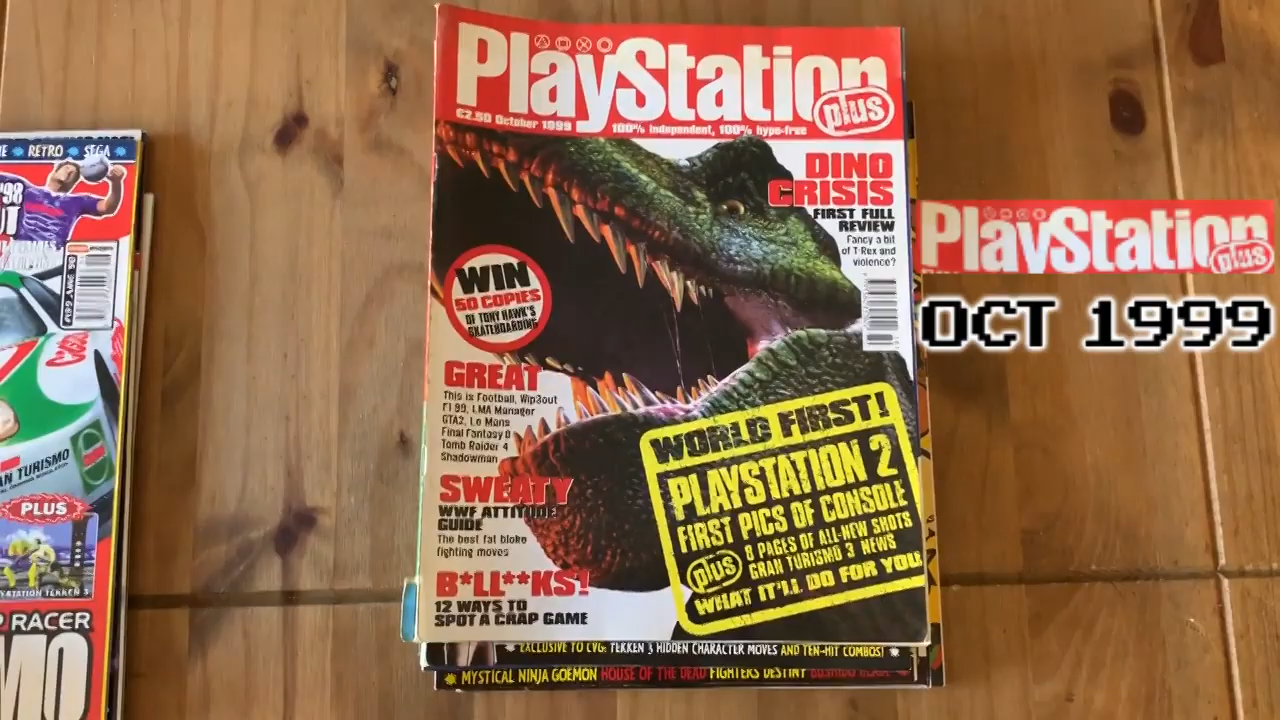 PlayStation
plus
£2.50 October 1999
100% independent, 100% hype-free
DINO
CRISIS
FIRST FULL
REVIEW
Fancy a bit
of T-Rex and
violence?
WIN
50 COPIES
OF TONY HAWK'S
SKATEBOARDING
GREAT
This is Football, Wip3out
F1 99, LMA Manager
GTA2, Le Mans
Final Fantasy 8
Tomb Raider 4
Shadowman
SWEATY
WWF ATTITUDE
GUIDE
The best fat bloke
fighting moves
B*LL**KS!
12 WAYS TO
SPOT A CRAP GAME
WORLD FIRST!
PLAYSTATION 2
FIRST PICS OF CONSOLE
plus
8 PAGES OF ALL-NEW SHOTS
GRAN TURISMO 3 NEWS
WHAT IT'LL DO FOR YOU
EXCLUSIVE TO CVG: TEKKEN 3 HIDDEN CHARACTER MOVES AND TEN-HIT COMBOS!
MYSTICAL NINJA GOEMON HOUSE OF THE DEAD FIGHTERS DESTINY
RETRO SEGA
'98
TURISMO
PLUS
TEKKEN 3
RACER
MO
PlayStation
plus
OCT 1999